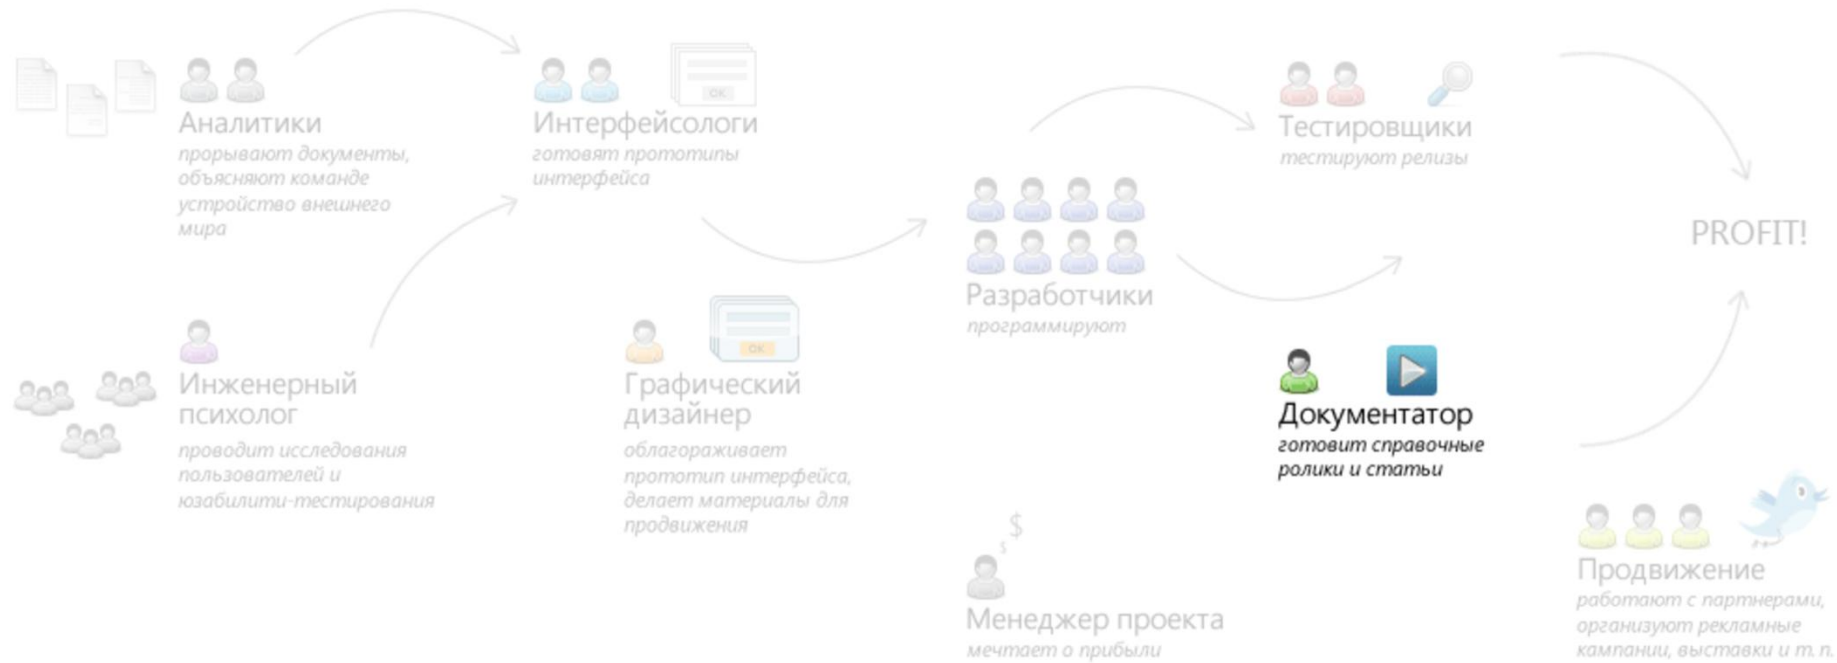 Аналитики
прорывают документы,
объясняют команде
устройство внешнего
мира
Интерфейсологи
готовят прототипы
интерфейса
OK
Тестировщики
тестируют релизы
PROFIT!
Разработчики
программируют
Инженерный
психолог
проводит исследования
пользователей и
юзабилити-тестирования
OK
Графический
дизайнер
облагораживает
прототип интерфейса,
делает материалы для
продвижения
Документатор
готовит справочные
ролики и статьи
$
$
Менеджер проекта
мечтает о прибыли
Продвижение
работают с партнерами,
организуют рекламные
кампании, выставки и т. п.